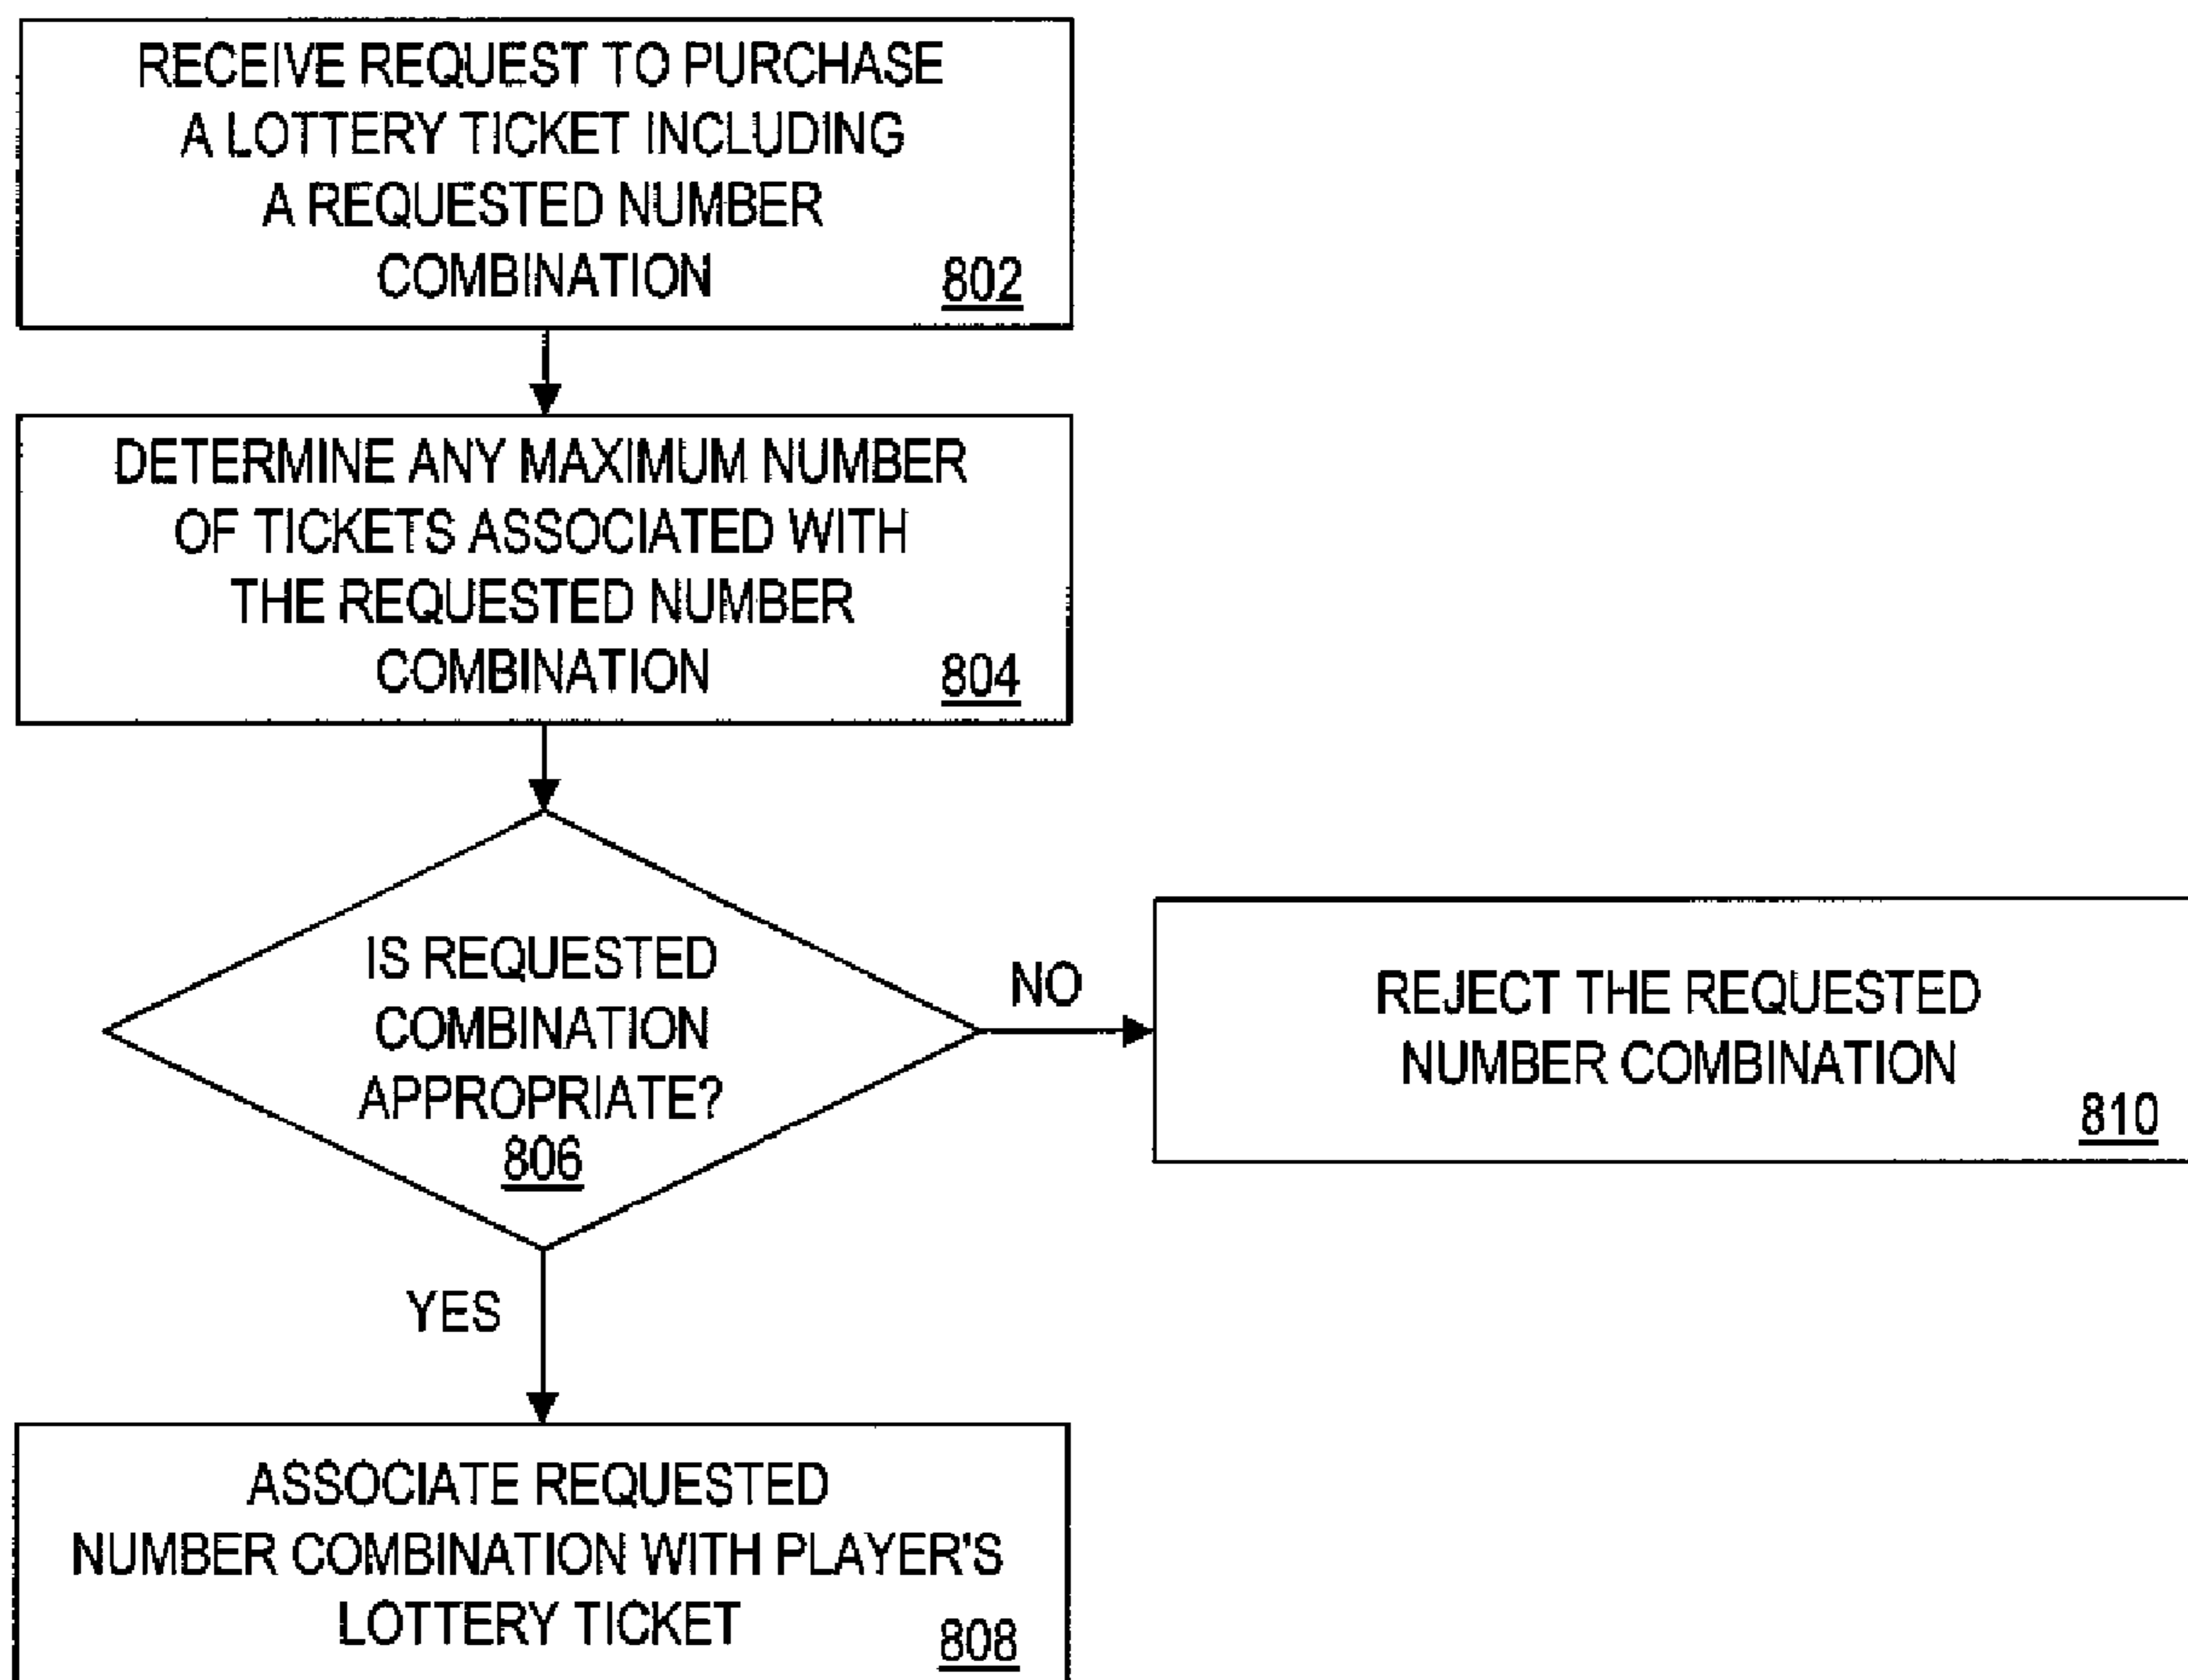 RECEIVE REQUEST TO PURCHASE
A LOTTERY TICKET INCLUDING
A REQUESTED NUMBER
COMBINATION 802
DETERMINE ANY MAXIMUM NUMBER
OF TICKETS ASSOCIATED WITH
THE REQUESTED NUMBER
COMBINATION 804
IS REQUESTED
COMBINATION
APPROPRIATE?
806
NO
REJECT THE REQUESTED
NUMBER COMBINATION
810
YES
ASSOCIATE REQUESTED
NUMBER COMBINATION WITH PLAYER'S
LOTTERY TICKET 808